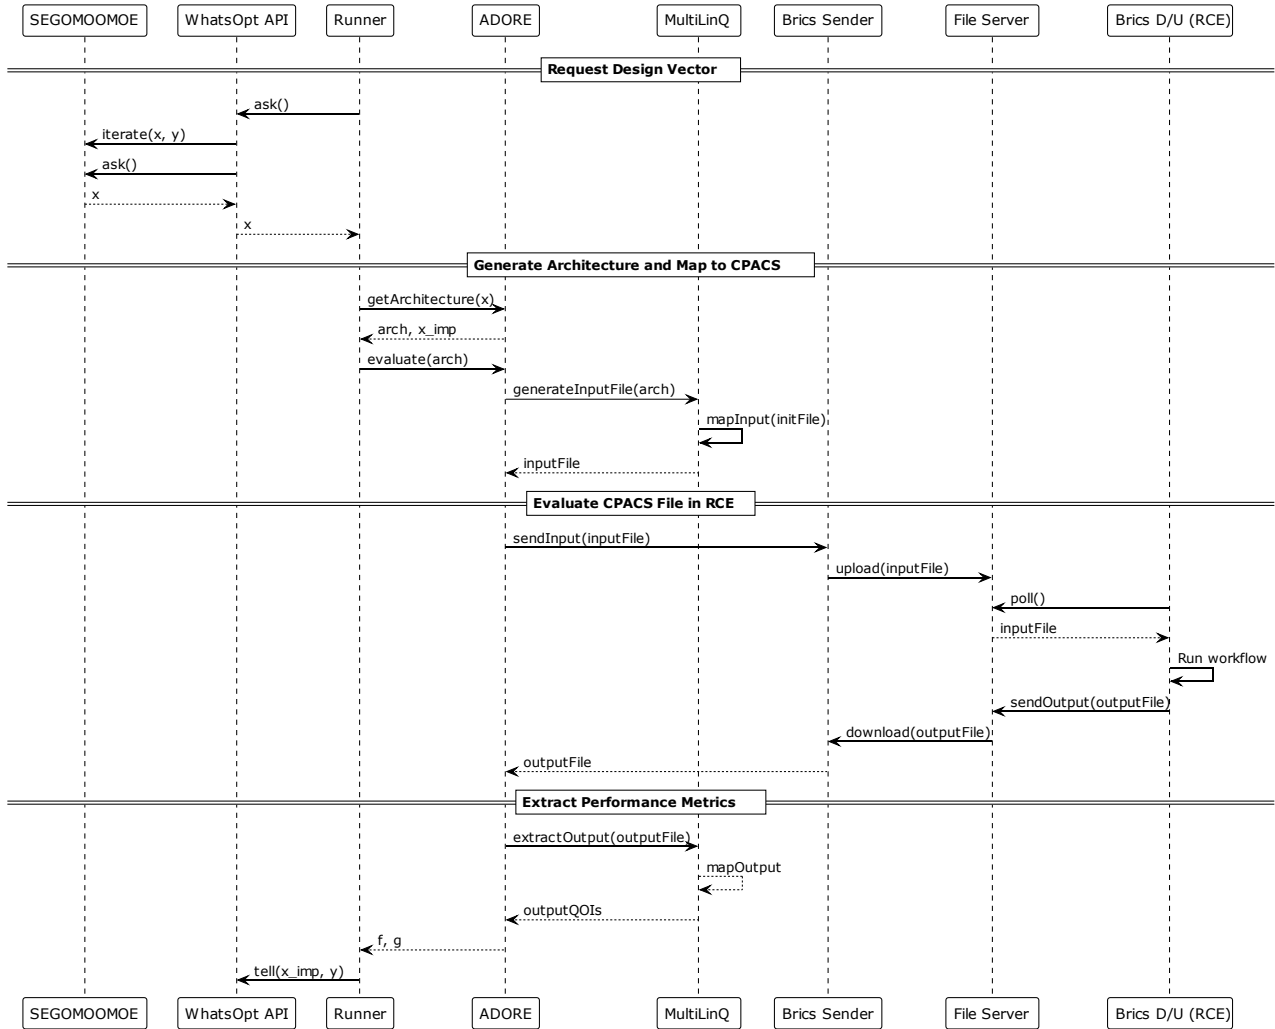 SEGOMOOMOE WhatsOpt API Runner ADORE MultiLinQ Brics Sender File Server Brics D/U (RCE)
Request Design Vector
ask()
iterate(x, y)
ask()
x
x
Generate Architecture and Map to CPACS
getArchitecture(x)
arch, x_imp
evaluate(arch)
generateInputFile(arch)
mapInput(initFile)
inputFile
Evaluate CPACS File in RCE
sendInput(inputFile)
upload(inputFile)
poll()
inputFile
Run workflow
sendOutput(outputFile)
download(outputFile)
outputFile
Extract Performance Metrics
extractOutput(outputFile)
mapOutput
outputQOIs
f, g
tell(x_imp, y)
SEGOMOOMOE WhatsOpt API Runner ADORE MultiLinQ Brics Sender File Server Brics D/U (RCE)